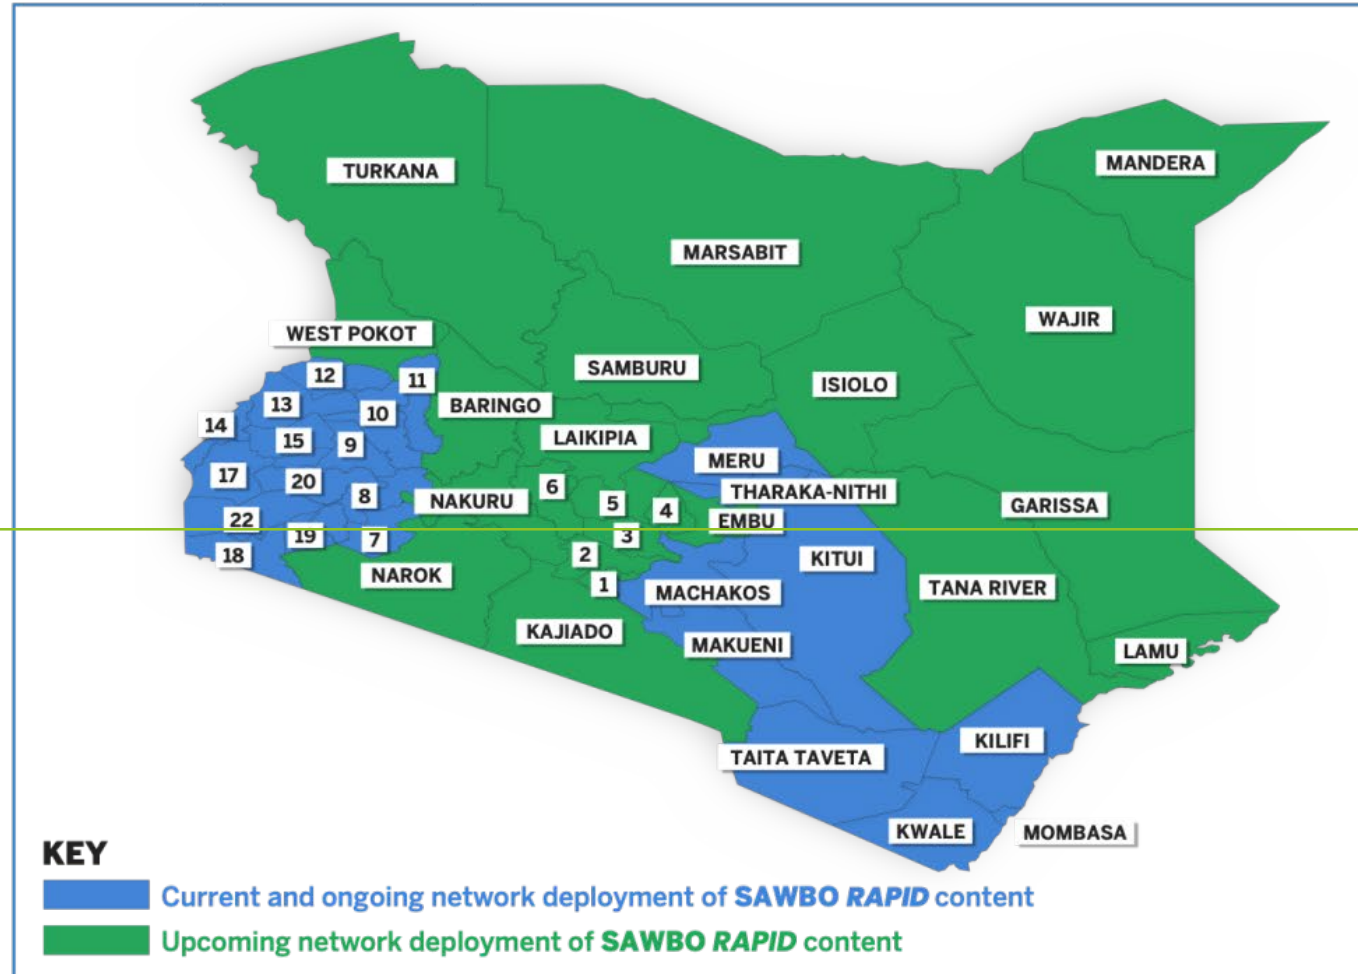 TURKANA
MANDERA
MARSABIT
WAJIR
WEST POKOT
SAMBURU
12
11
ISIOLO
13
BARINGO
10
14
LAIKIPIA
15
9
MERU
17
20
6
THARAKA-NITHI
8
NAKURU
5
GARISSA
4
22
EMBU
19
3
7
18
2
KITUI
NAROK
1
TANA RIVER
MACHAKOS
KAJIADO
MAKUENI
LAMU
KILIFI
TAITA TAVETA
KWALE
MOMBASA
KEY
Current and ongoing network deployment of SAWBO RAPID content
Upcoming network deployment of SAWBO RAPID content